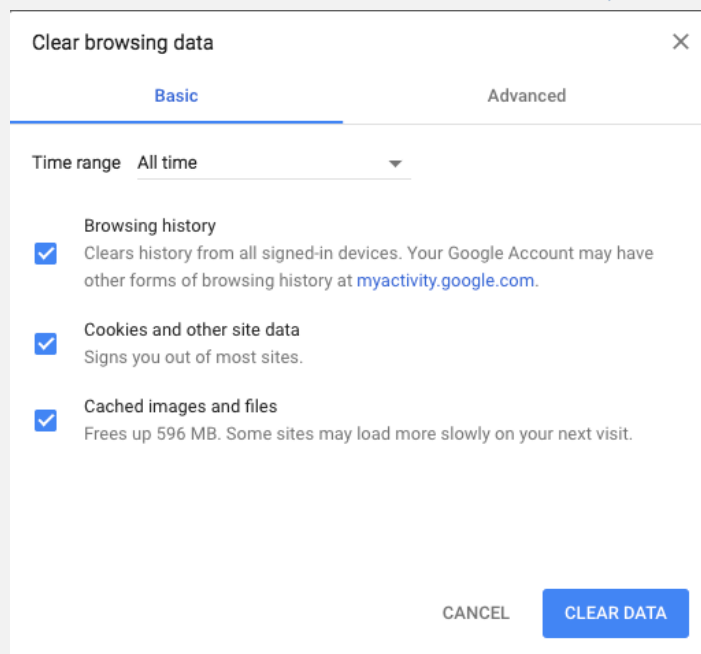 Clear browsing data
Basic
Advanced
Time range All time
Browsing history
Clears history from all signed-in devices. Your Google Account may have
other forms of browsing history at myactivity.google.com.
Cookies and other site data
Signs you out of most sites.
Cached images and files
Frees up 596 MB. Some sites may load more slowly on your next visit.
CANCEL
CLEAR DATA